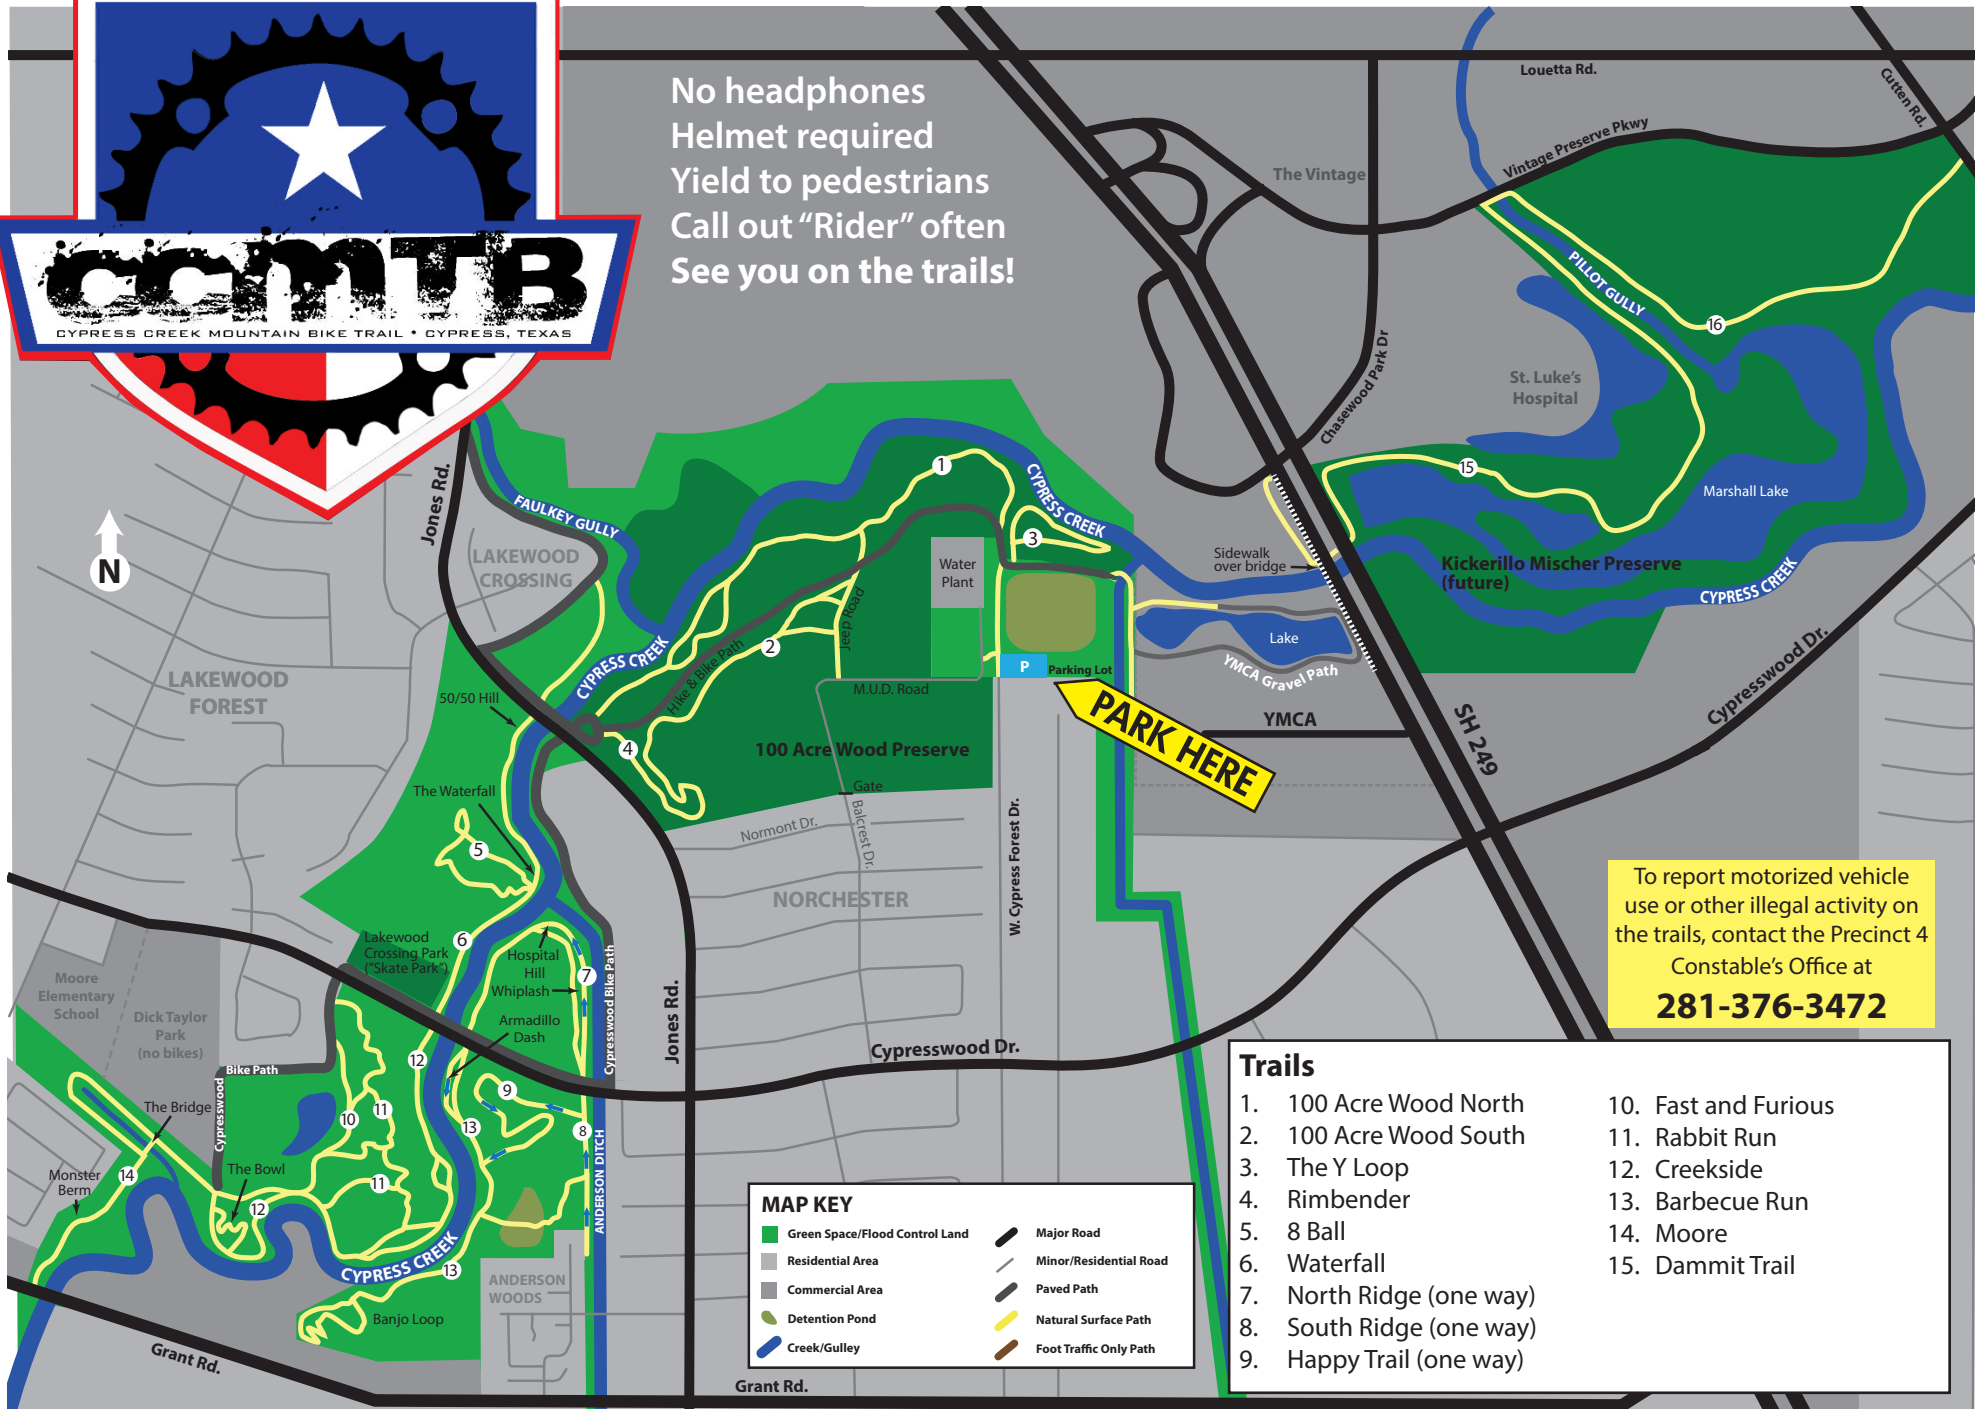 CCMTB
CYPRESS CREEK MOUNTAIN BIKE TRAIL • CYPRESS, TEXAS
No headphones
Helmet required
Yield to pedestrians
Call out “Rider” often
See you on the trails!
Louetta Rd.
Cutten Rd.
Vintage Preserve Pkwy
The Vintage
PILLOT GULLY
16
St. Luke’s
Hospital
Chasewood Park Dr
15
Marshall Lake
Kickerillo Mischer Preserve
(future)
CYPRESS CREEK
Cypresswood Dr.
Sidewalk
over bridge
Lake
YMCA Gravel Path
YMCA
SH 249
N
Jones Rd.
FAULKEY GULLY
LAKEWOOD
CROSSING
1
CYPRESS CREEK
3
Water
Plant
Jeep Road
2
Hike & Bike Path
CYPRESS CREEK
P
Parking Lot
M.U.D. Road
PARK HERE
LAKEWOOD
FOREST
50/50 Hill
4
100 Acre Wood Preserve
Gate
The Waterfall
Normont Dr.
Balcrest Dr.
W. Cypress Forest Dr.
5
NORCHESTER
6
Lakewood
Crossing Park
(“Skate Park”)
Hospital
Hill
Whiplash
7
Cypresswood Bike Path
Armadillo
Dash
Jones Rd.
Cypresswood Dr.
Moore
Elementary
School
Dick Taylor
Park
(no bikes)
Bike Path
Cypresswood
The Bridge
12
9
10
11
13
8
ANDERSON DITCH
Monster
Berm
14
The Bowl
12
11
CYPRESS CREEK
13
ANDERSON
WOODS
Banjo Loop
Grant Rd.
Grant Rd.
To report motorized vehicle
use or other illegal activity on
the trails, contact the Precinct 4
Constable’s Office at
281-376-3472
MAP KEY
Green Space/Flood Control Land
Residential Area
Commercial Area
Detention Pond
Creek/Gulley
Major Road
Minor/Residential Road
Paved Path
Natural Surface Path
Foot Traffic Only Path
Trails
1. 100 Acre Wood North
2. 100 Acre Wood South
3. The Y Loop
4. Rimbender
5. 8 Ball
6. Waterfall
7. North Ridge (one way)
8. South Ridge (one way)
9. Happy Trail (one way)
10. Fast and Furious
11. Rabbit Run
12. Creekside
13. Barbecue Run
14. Moore
15. Dammit Trail